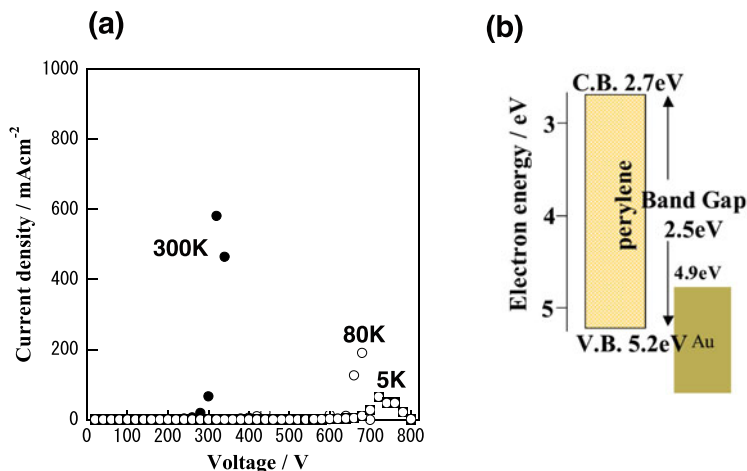 (a)
1000
800
600
400
200
0
0 100 200 300 400 500 600 700 800
Current density / mAcm⁻²
Voltage / V
300K
80K
5K
(b)
C.B. 2.7eV
3
4
5
Electron energy / eV
perylene
Band Gap
2.5eV
4.9eV
V.B. 5.2eV
Au